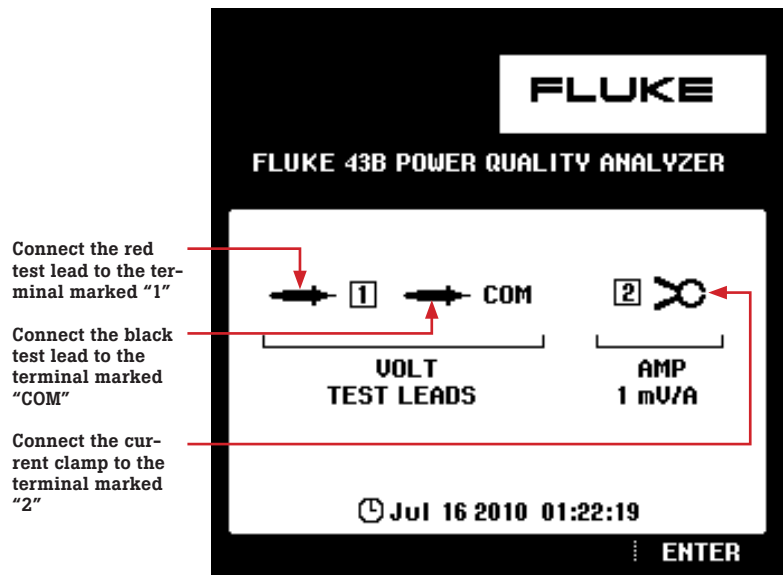 FLUKE
FLUKE 43B POWER QUALITY ANALYZER
Connect the red
test lead to the ter-
minal marked “1”
Connect the black
test lead to the
terminal marked
“COM”
Connect the cur-
rent clamp to the
terminal marked
“2”
1 COM
2
VOLT
TEST LEADS
AMP
1 mV/A
Jul 16 2010 01:22:19
ENTER